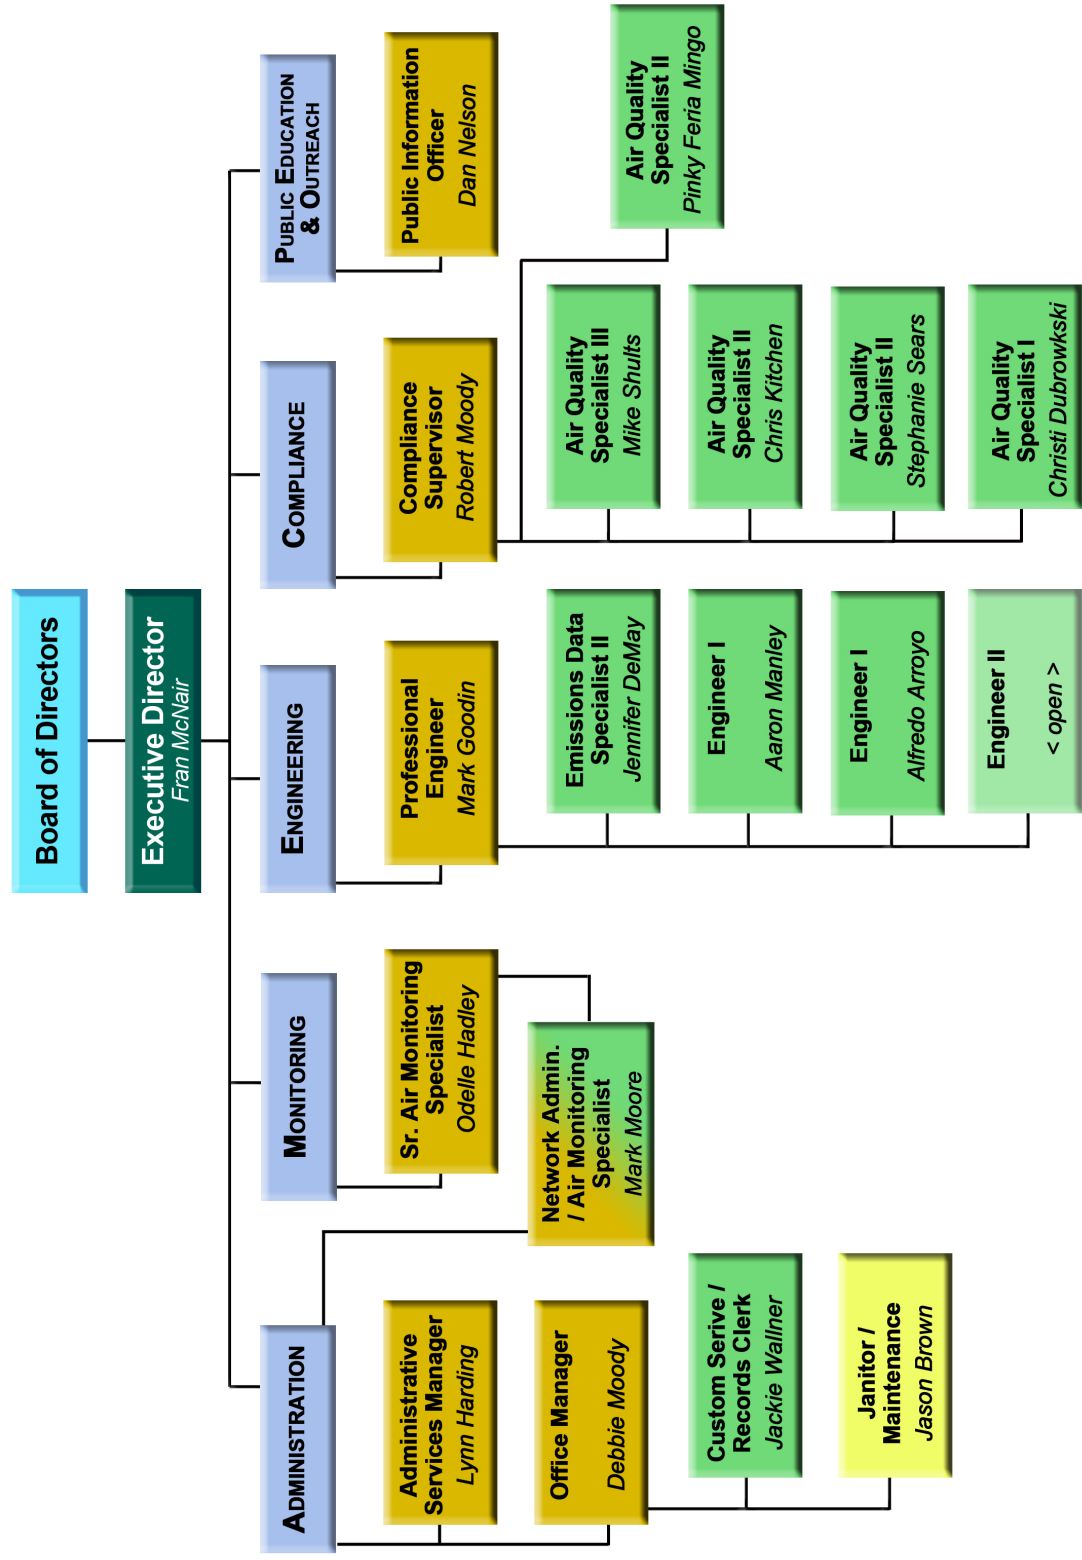 Board of Directors
Executive Director
Fran McNair
ADMINISTRATION
Administrative
Services Manager
Lynn Harding
Office Manager
Debbie Moody
Custom Serive /
Records Clerk
Jackie Wallner
Janitor /
Maintenance
Jason Brown
MONITORING
Sr. Air Monitoring
Specialist
Odelle Hadley
Network Admin.
/ Air Monitoring
Specialist
Mark Moore
ENGINEERING
Professional
Engineer
Mark Goodin
Emissions Data
Specialist II
Jennifer DeMay
Engineer I
Aaron Manley
Engineer I
Alfredo Arroyo
Engineer II
< open >
COMPLIANCE
Compliance
Supervisor
Robert Moody
Air Quality
Specialist III
Mike Shults
Air Quality
Specialist II
Chris Kitchen
Air Quality
Specialist II
Stephanie Sears
Air Quality
Specialist I
Christi Dubrowkski
Air Quality
Specialist II
Pinky Feria Mingo
PUBLIC EDUCATION
& OUTREACH
Public Information
Officer
Dan Nelson